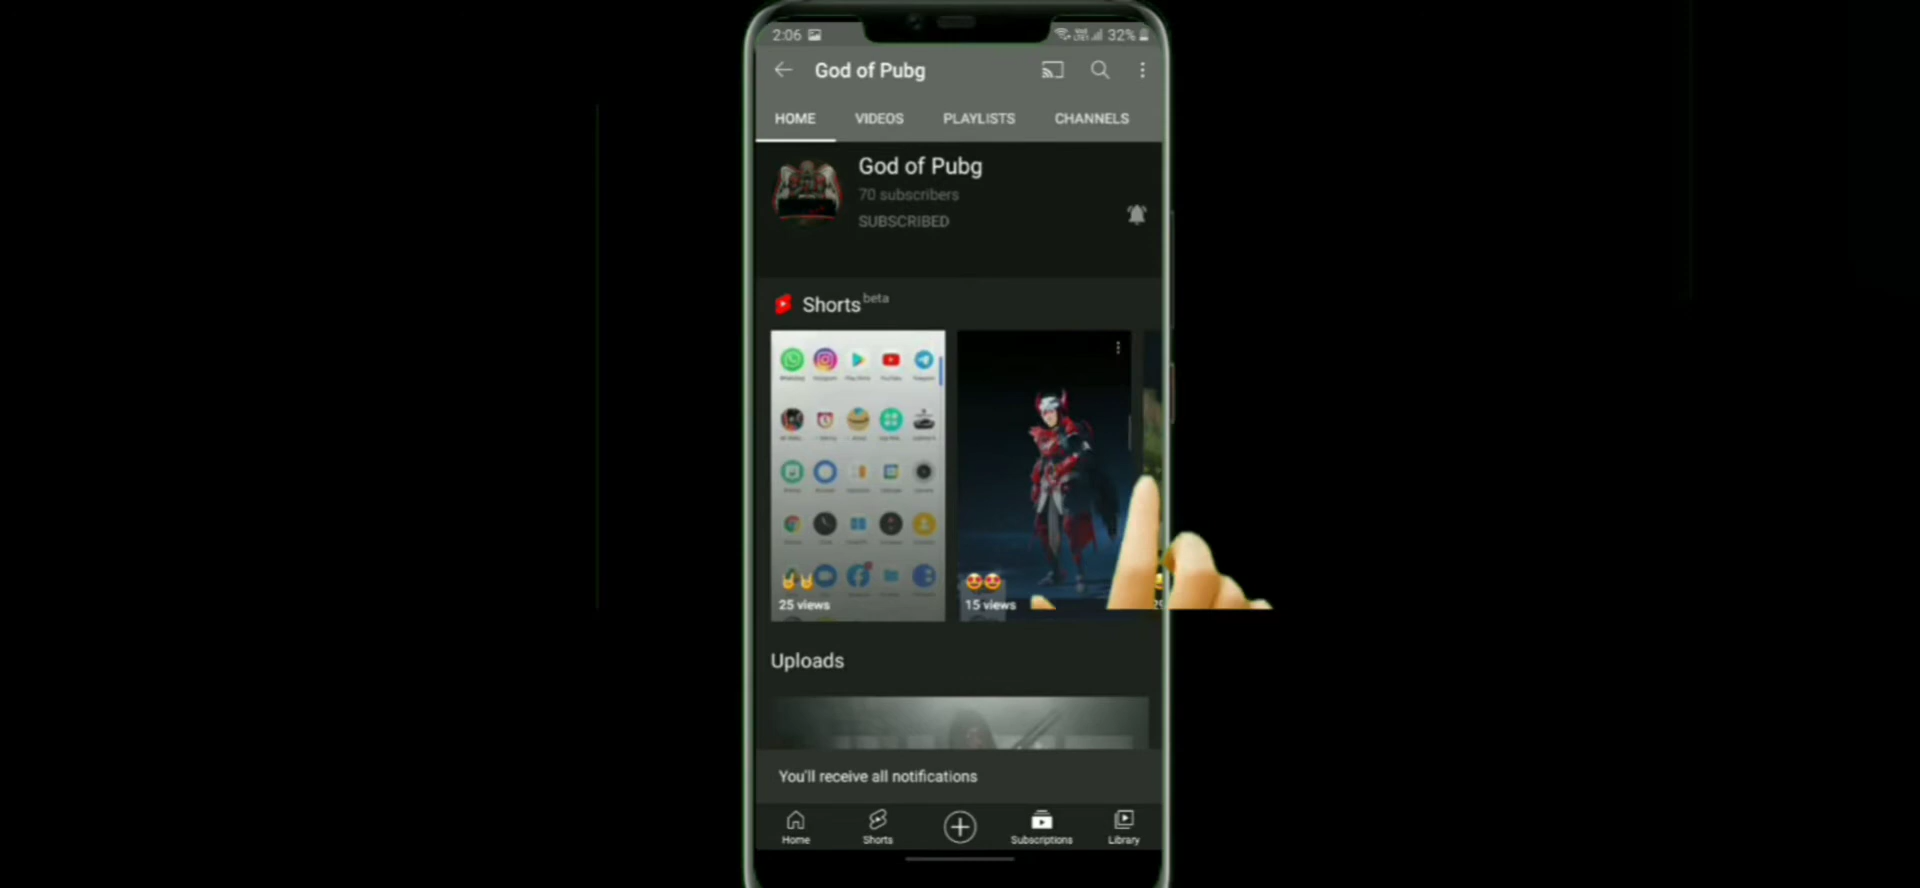 2:06
32%
God of Pubg
HOME VIDEOS PLAYLISTS CHANNELS
God of Pubg
70 subscribers
SUBSCRIBED
Shorts beta
25 views
15 views
Uploads
You'll receive all notifications
Home Shorts Subscriptions Library